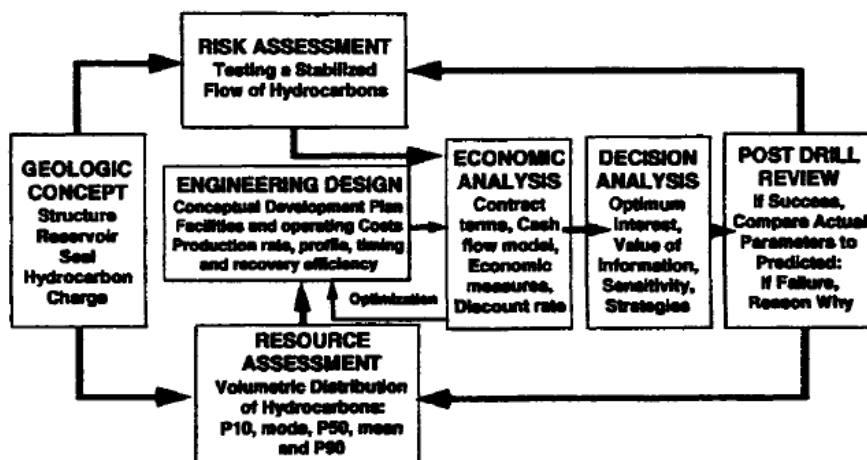 RISK ASSESSMENT
Testing a Stabilized
Flow of Hydrocarbons
GEOLOGIC
CONCEPT
Structure
Reservoir
Seal
Hydrocarbon
Charge
ENGINEERING DESIGN
Conceptual Development Plan
Facilities and operating Costs
Production rate, profile, timing
and recovery efficiency
Optimization
RESOURCE
ASSESSMENT
Volumetric Distribution
of Hydrocarbons:
P10, mode, P50, mean
and P90
ECONOMIC
ANALYSIS
Contract
terms, Cash
flow model,
Economic
measures,
Discount rate
DECISION
ANALYSIS
Optimum
Interest,
Value of
Information,
Sensitivity,
Strategies
POST DRILL
REVIEW
If Success,
Compare Actual
Parameters to
Predicted:
If Failure,
Reason Why